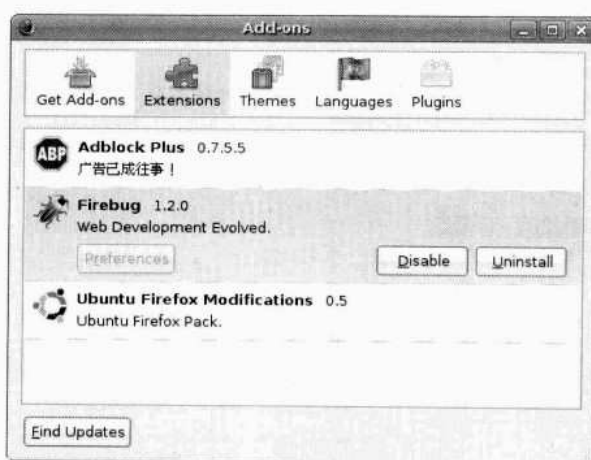 Add-ons
Get Add-ons Extensions Themes Languages Plugins
ABP
Adblock Plus 0.7.5.5
广告已成往事！
Firebug 1.2.0
Web Development Evolved.
Preferences Disable Uninstall
Ubuntu Firefox Modifications 0.5
Ubuntu Firefox Pack.
Find Updates